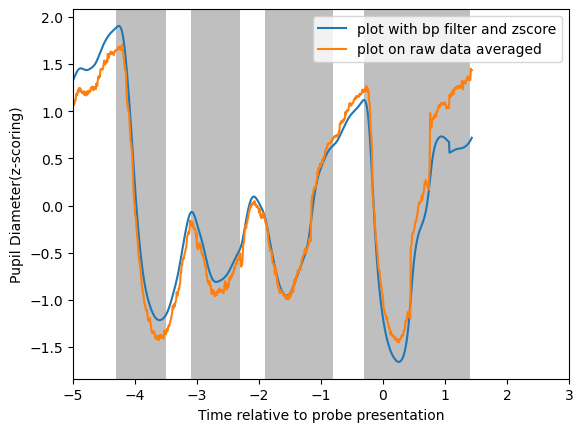 plot with bp filter and zscore
plot on raw data averaged
Pupil Diameter(z-scoring)
2.0
1.5
1.0
0.5
0.0
−0.5
−1.0
−1.5
−5 −4 −3 −2 −1 0 1 2 3
Time relative to probe presentation